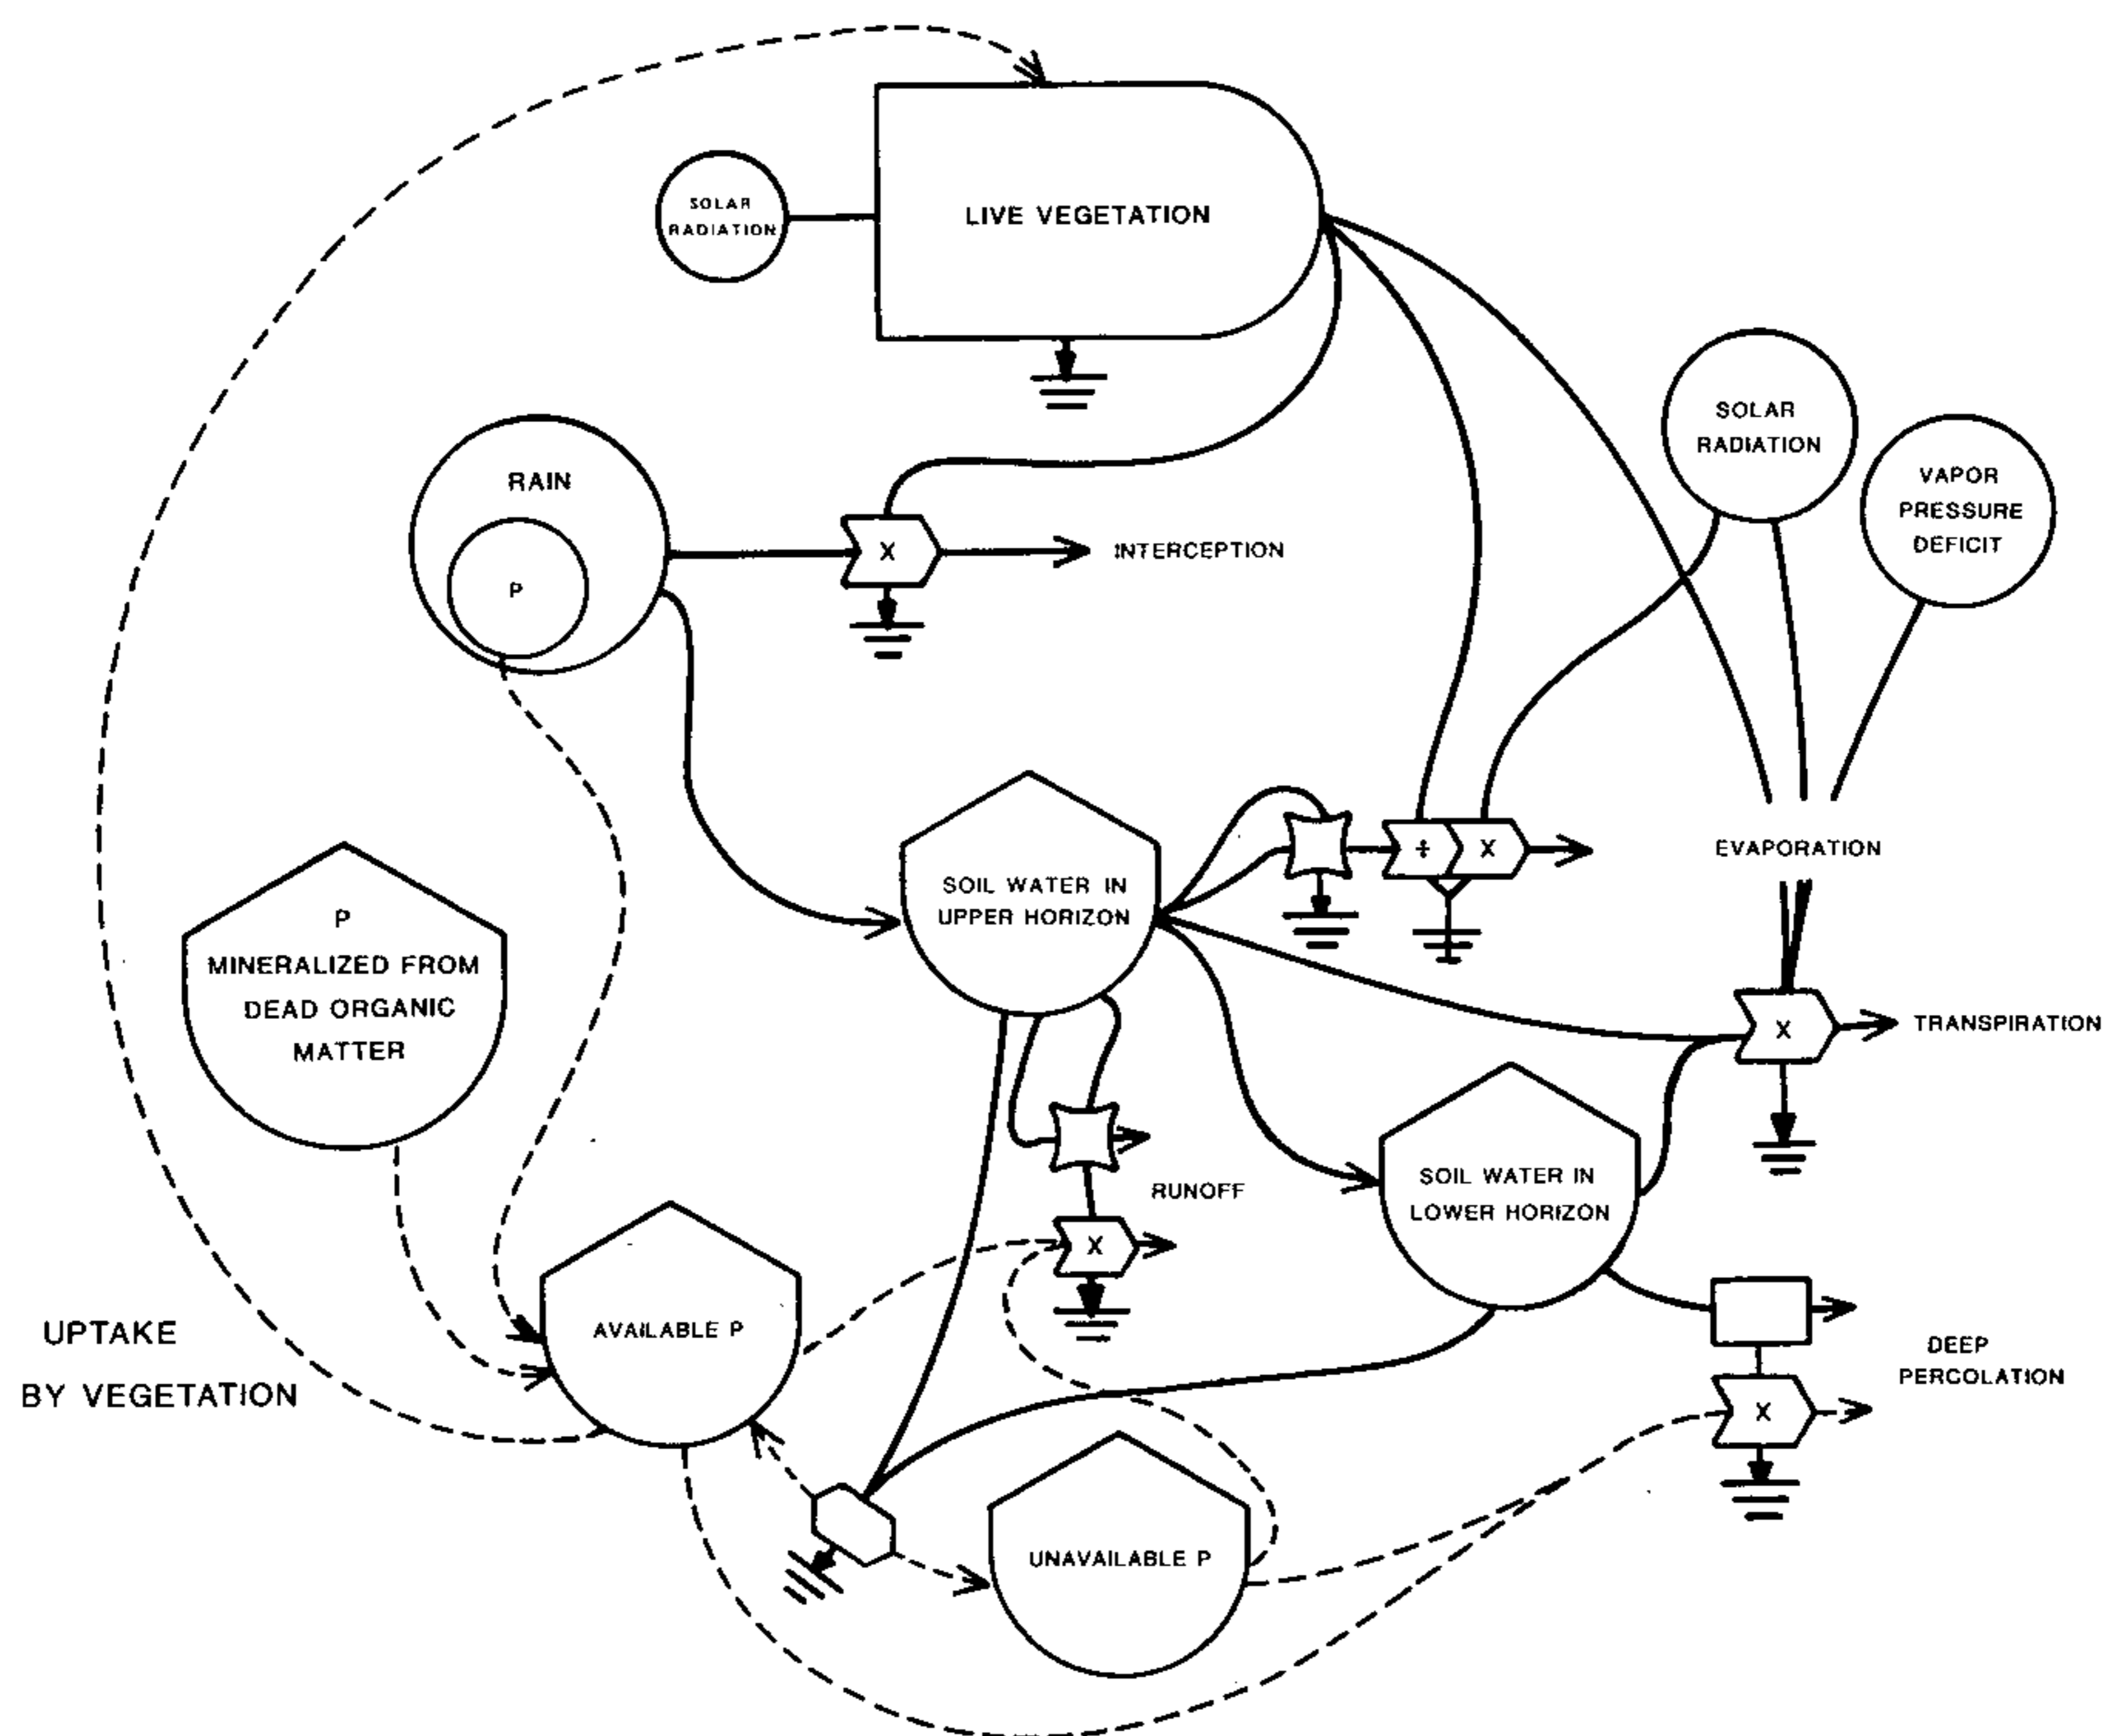 SOLAR
RADIATION
LIVE VEGETATION
SOLAR
RADIATION
VAPOR
PRESSURE
DEFICIT
RAIN
P
X
INTERCEPTION
÷
X
EVAPORATION
SOIL WATER IN
UPPER HORIZON
P
MINERALIZED FROM
DEAD ORGANIC
MATTER
X
TRANSPIRATION
SOIL WATER IN
LOWER HORIZON
RUNOFF
X
AVAILABLE P
UPTAKE
BY VEGETATION
DEEP
PERCOLATION
X
UNAVAILABLE P